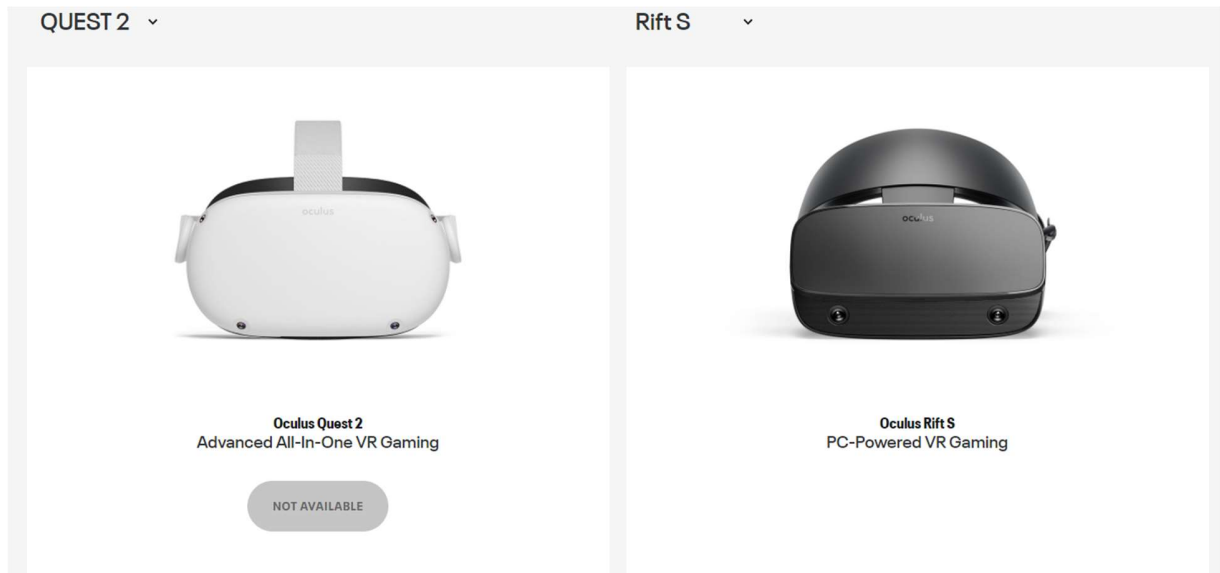 QUEST 2
Rift S
oculus
oculus
Oculus Quest 2
Advanced All-In-One VR Gaming
NOT AVAILABLE
Oculus Rift S
PC-Powered VR Gaming